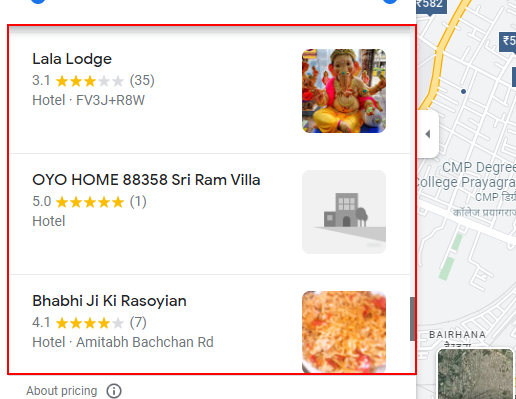 Lala Lodge
3.1 (35)
Hotel · FV3J+R8W
OYO HOME 88358 Sri Ram Villa
5.0 (1)
Hotel
Bhabhi Ji Ki Rasoyian
4.1 (7)
Hotel · Amitabh Bachchan Rd
About pricing
₹582
CMP Degree
College Prayagra
CMP डिग्र
कॉलेज प्रयागरा
BAIRHANA